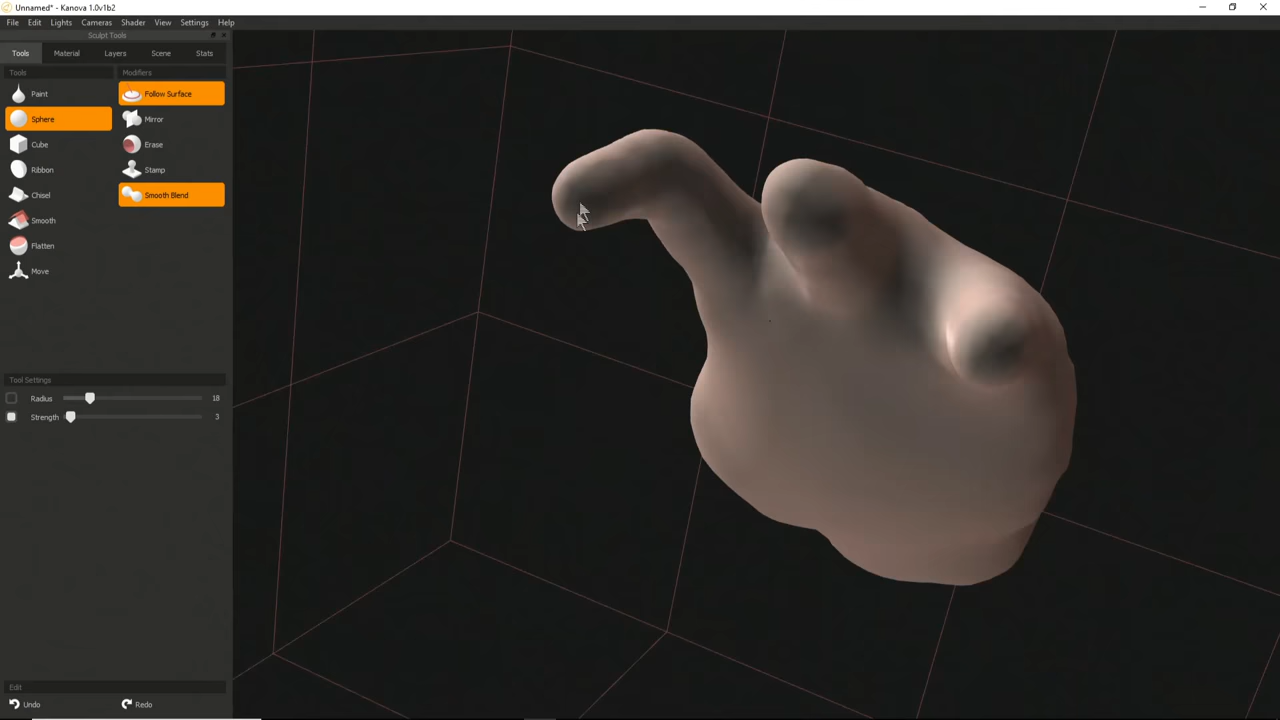 Unnamed* - Kanova 1.0v1b2
File Edit Lights Cameras Shader View Settings Help
Sculpt Tools
Tools Material Layers Scene Stats
Tools Modifiers
Paint Follow Surface
Sphere Mirror
Cube Erase
Ribbon Stamp
Chisel Smooth Blend
Smooth
Flatten
Move
Tool Settings
Radius 18
Strength 3
Edit
Undo Redo